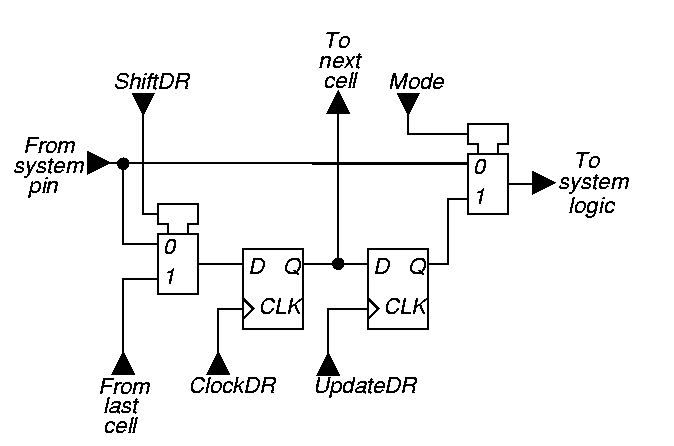 To
next
cell
ShiftDR
Mode
From
system
pin
0
1
To
system
logic
0
1
D Q
CLK
D Q
CLK
From
last
cell
ClockDR
UpdateDR